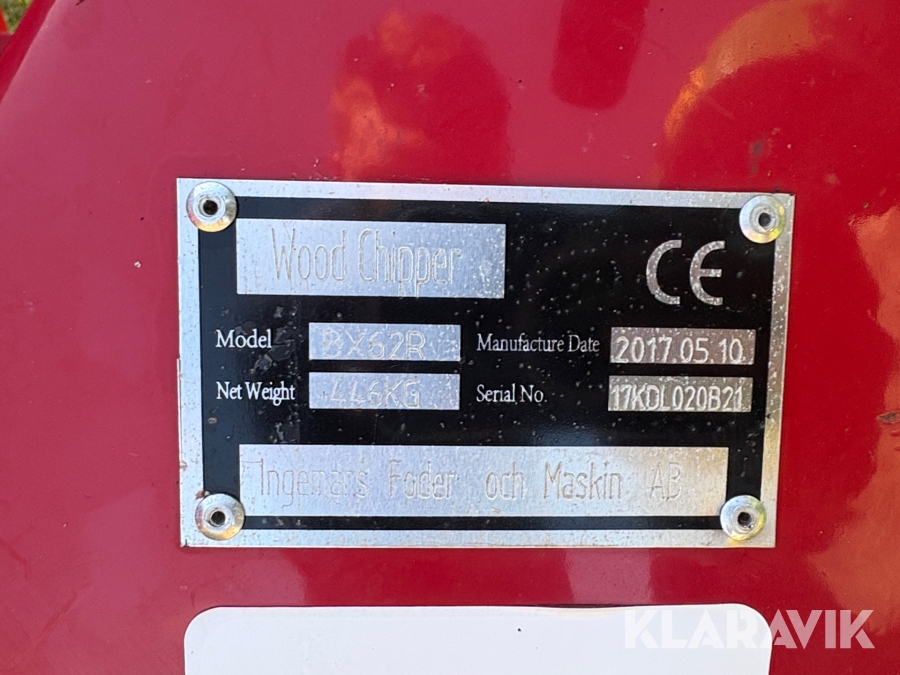 Wood Chipper
CE
Model BX62R Manufacture Date 2017.05.10
Net Weight 446KG Serial No. 17KDL020B21
Ingemans Foder och Maskin AB
KLARAVIK